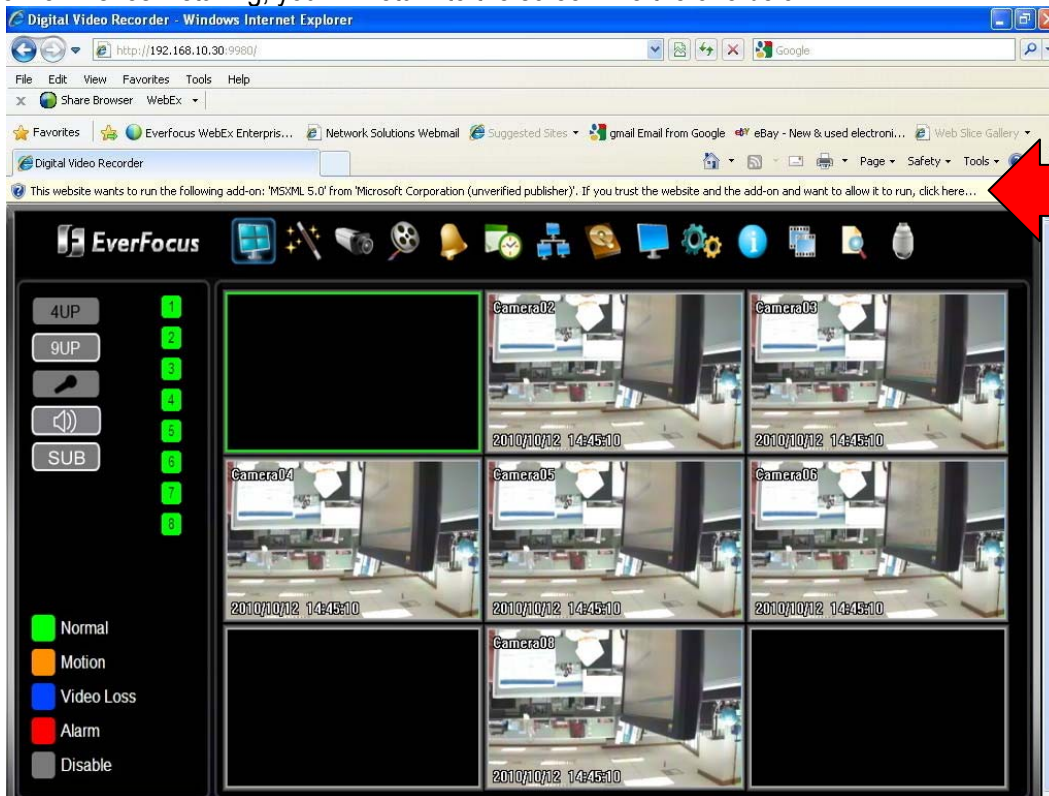 Digital Video Recorder - Windows Internet Explorer
http://192.168.10.30:9980/
Google
File Edit View Favorites Tools Help
x Share Browser WebEx
Favorites Everfocus WebEx Enterpris... Network Solutions Webmail Suggested Sites gmail Email from Google eBay - New & used electroni... Web Slice Gallery
Digital Video Recorder
Page Safety Tools
This website wants to run the following add-on: 'MSXML 5.0' from 'Microsoft Corporation (unverified publisher)'. If you trust the website and the add-on and want to allow it to run, click here...
EverFocus
4UP
9UP
SUB
1
2
3
4
5
6
7
8
Camera02
2010/10/12 14:45:10
Camera03
2010/10/12 14:45:10
Camera04
2010/10/12 14:45:10
Camera05
2010/10/12 14:45:10
Camera06
2010/10/12 14:45:10
Camera08
2010/10/12 14:45:10
Normal
Motion
Video Loss
Alarm
Disable